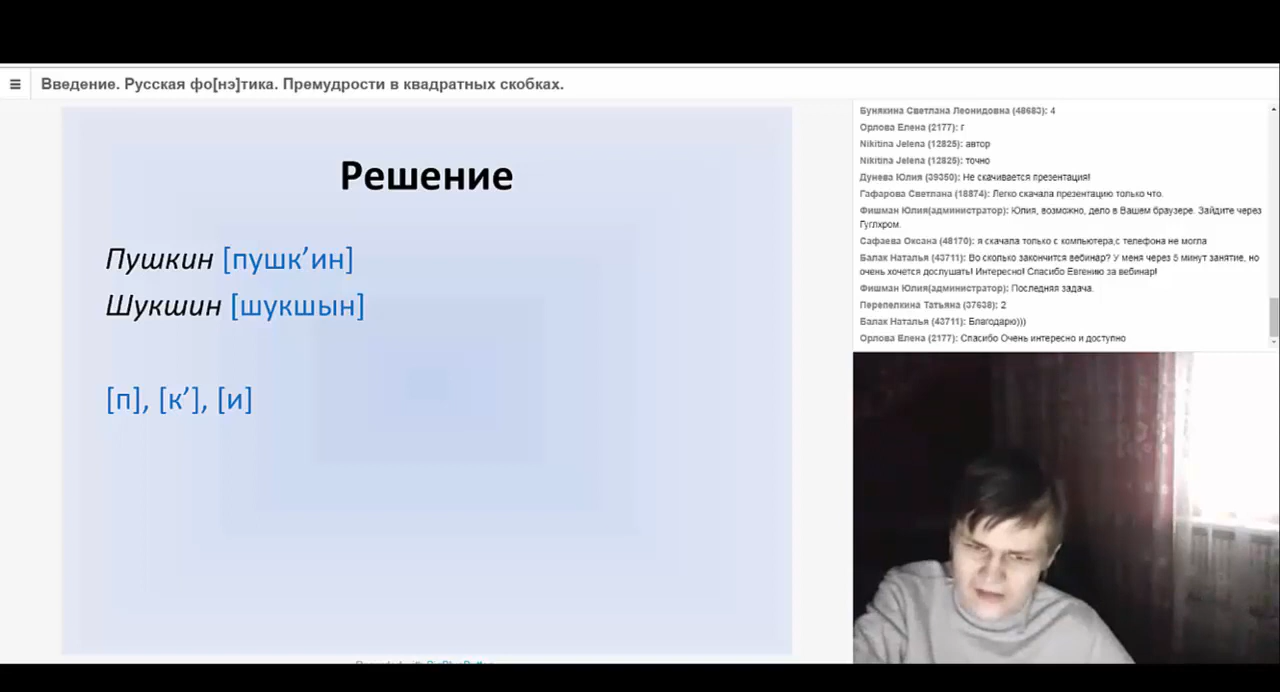 Введение. Русская фо[нэ]тика. Премудрости в квадратных скобках.
Решение
Пушкин [пушк’ин]
Шукшин [шукшын]
[п], [к’], [и]
Бунякина Светлана Леонидовна (48683): 4
Орлова Елена (2177): г
Nikitina Jelena (12825): автор
Nikitina Jelena (12825): точно
Дунева Юлия (39350): Не скачивается презентация!
Гафарова Светлана (18874): Легко скачала презентацию только что.
Фишман Юлия(администратор): Юлия, возможно, дело в Вашем браузере. Зайдите через
Гуглхром.
Сафаева Оксана (48170): я скачала только с компьютера,с телефона не могла
Балак Наталья (43711): Во сколько закончится вебинар? У меня через 5 минут занятие, но
очень хочется дослушать! Интересно! Спасибо Евгению за вебинар!
Фишман Юлия(администратор): Последняя задача.
Перепелкина Татьяна (37638): 2
Балак Наталья (43711): Благодарю)))
Орлова Елена (2177): Спасибо Очень интересно и доступно